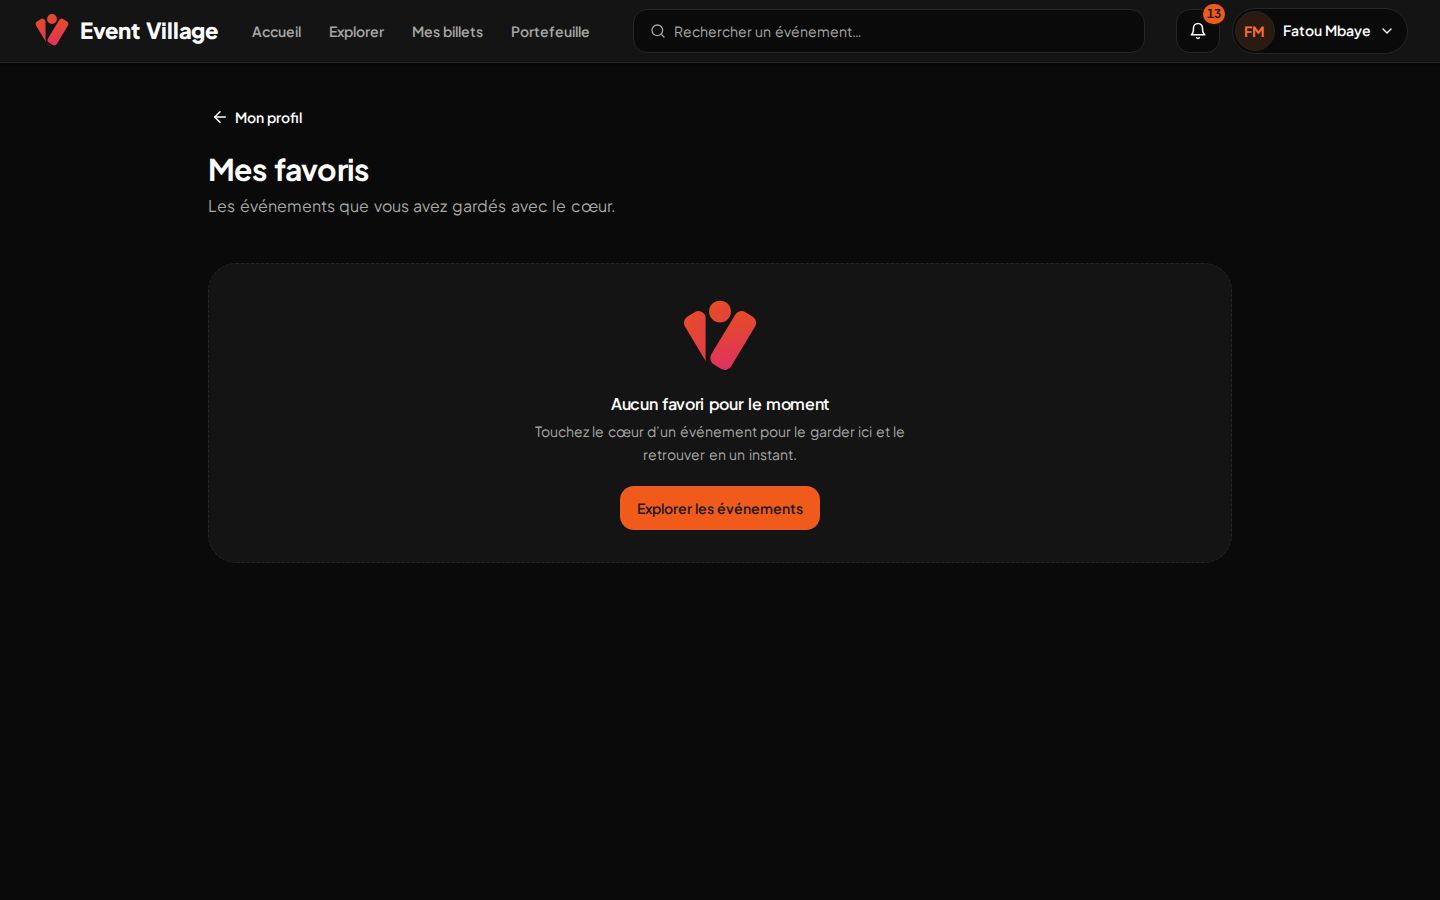 Event Village
Accueil
Explorer
Mes billets
Portefeuille
Rechercher un événement…
13
FM
Fatou Mbaye
Mon profil
Mes favoris
Les événements que vous avez gardés avec le cœur.
Aucun favori pour le moment
Touchez le cœur d'un événement pour le garder ici et le
retrouver en un instant.
Explorer les événements